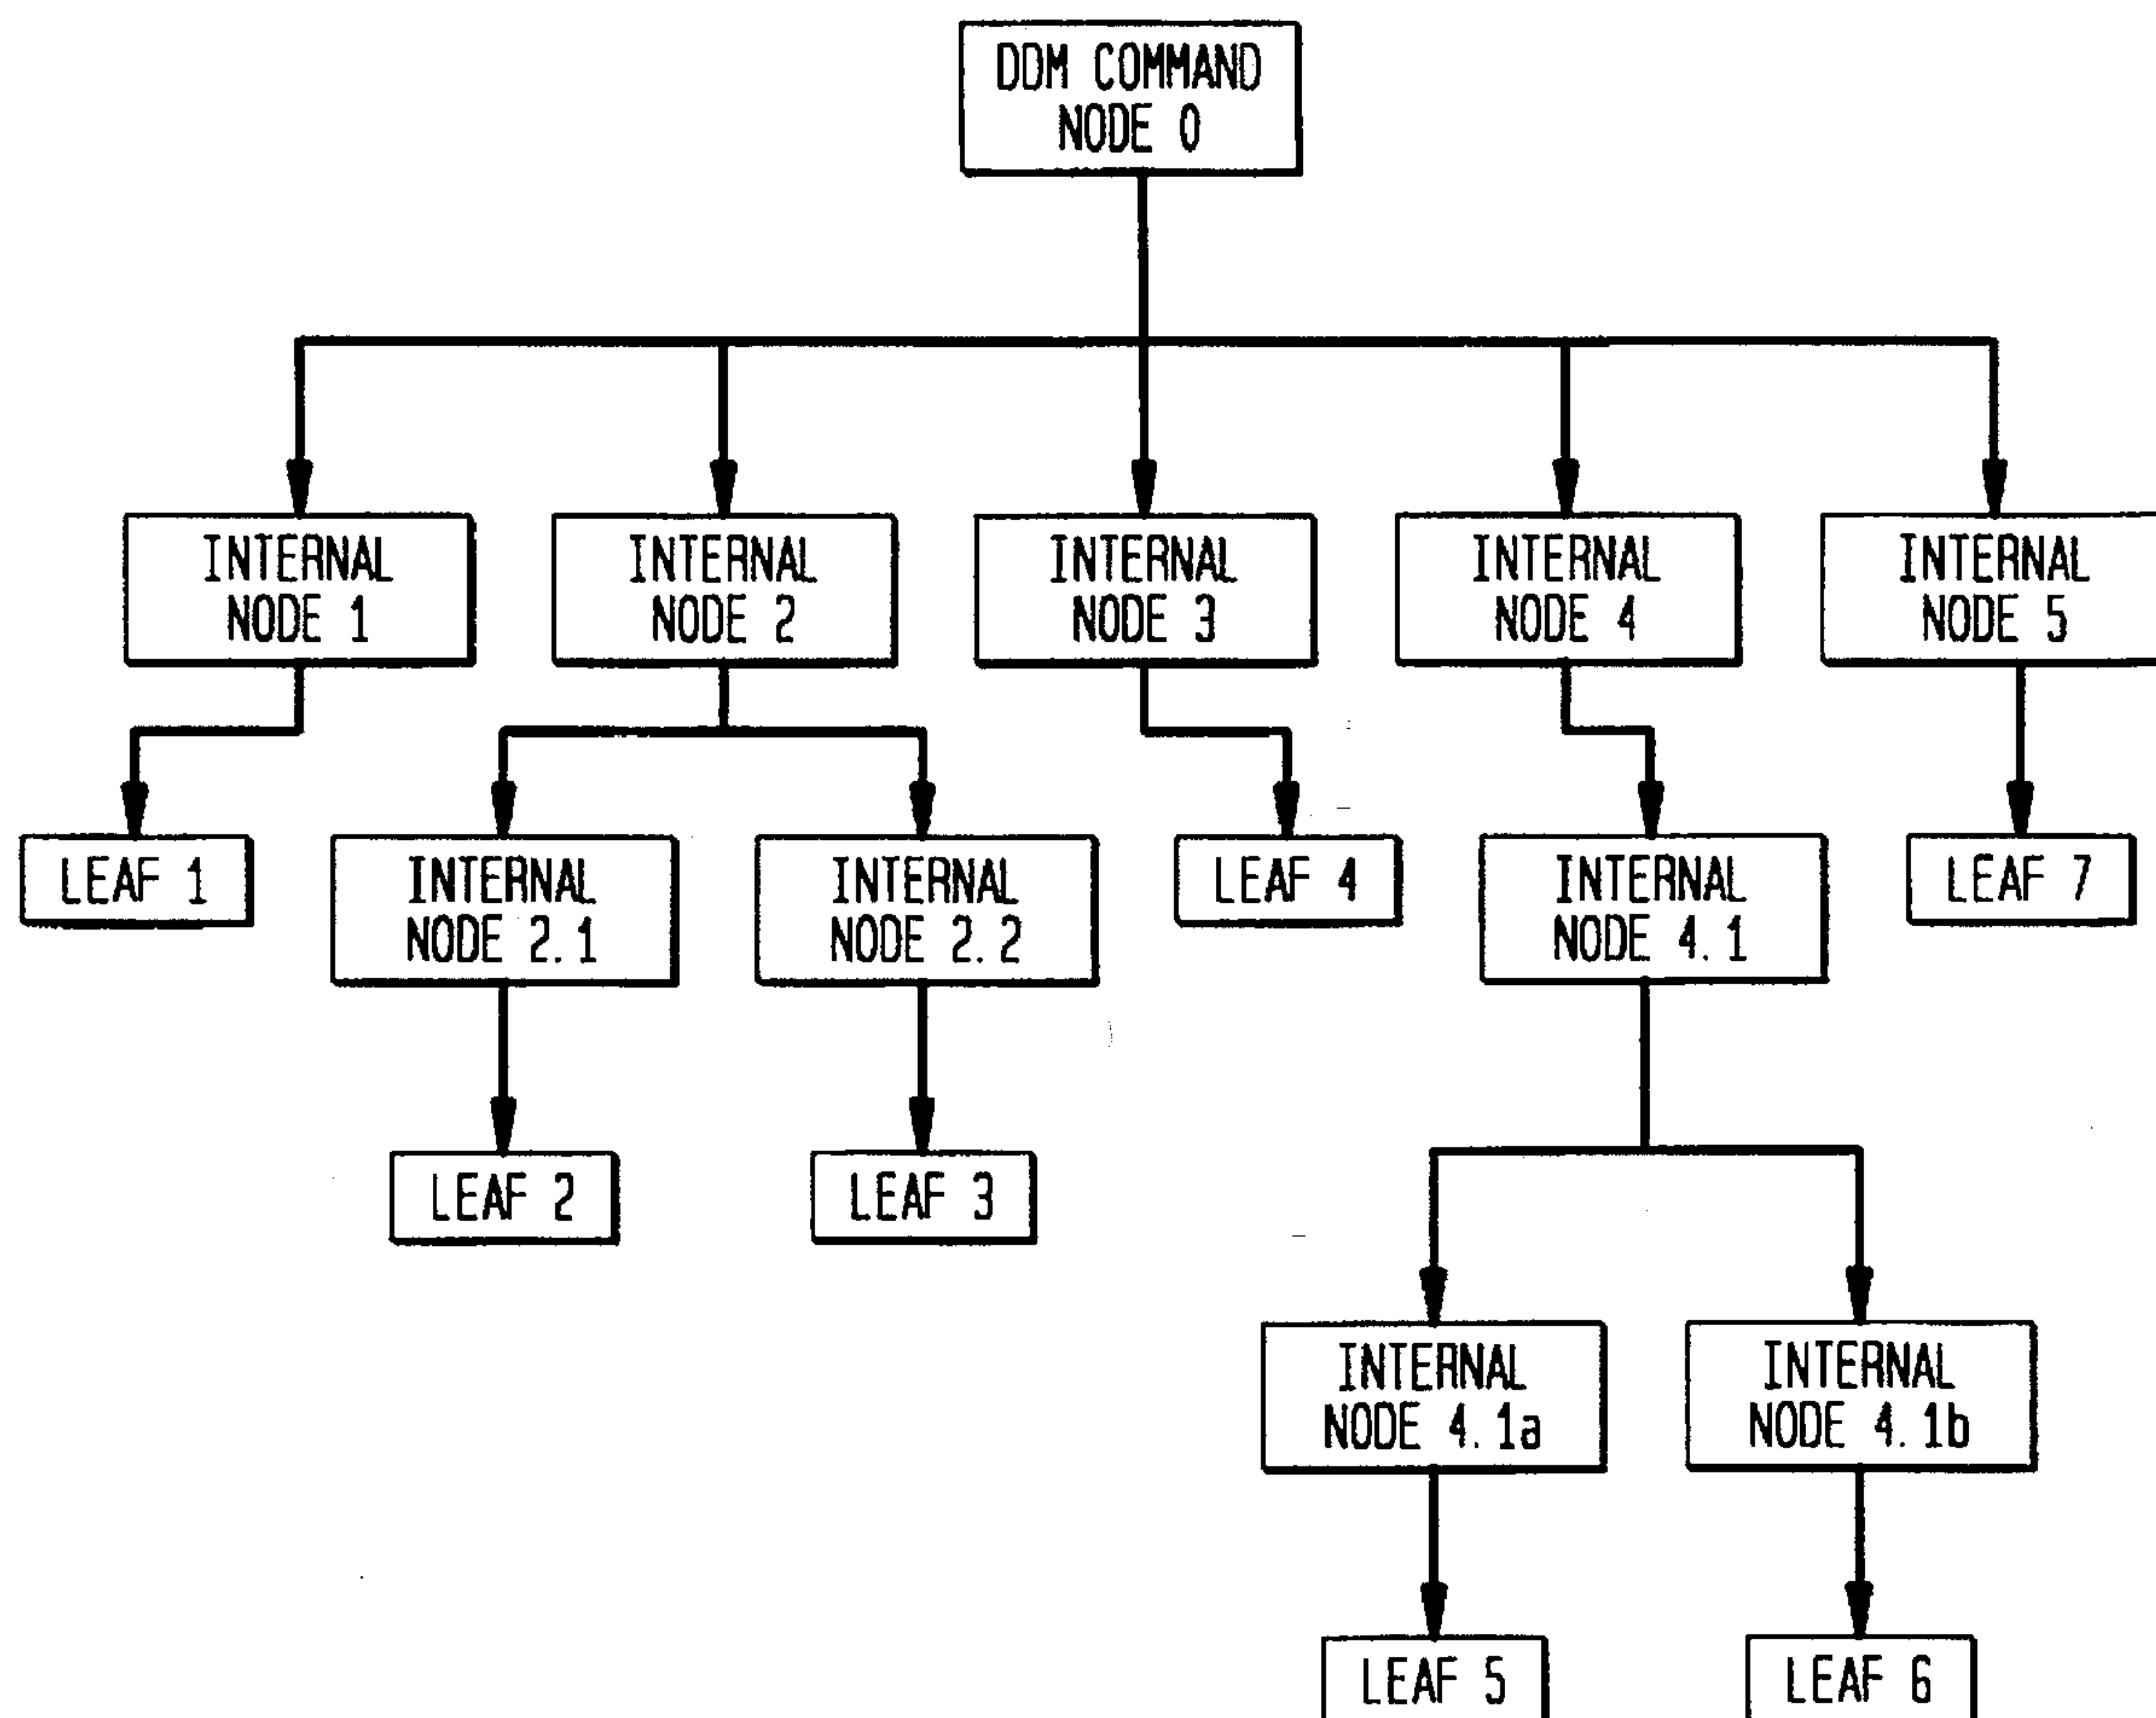 DDM COMMAND
NODE 0
INTERNAL
NODE 1
INTERNAL
NODE 2
INTERNAL
NODE 3
INTERNAL
NODE 4
INTERNAL
NODE 5
LEAF 1
INTERNAL
NODE 2.1
INTERNAL
NODE 2.2
LEAF 4
INTERNAL
NODE 4.1
LEAF 7
LEAF 2
LEAF 3
INTERNAL
NODE 4.1a
INTERNAL
NODE 4.1b
LEAF 5
LEAF 6